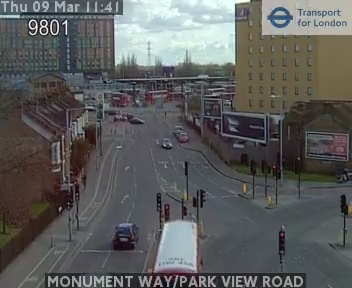 Thu 09 Mar 11:41
9801
Transport
for London
MONUMENT WAY/PARK VIEW ROAD